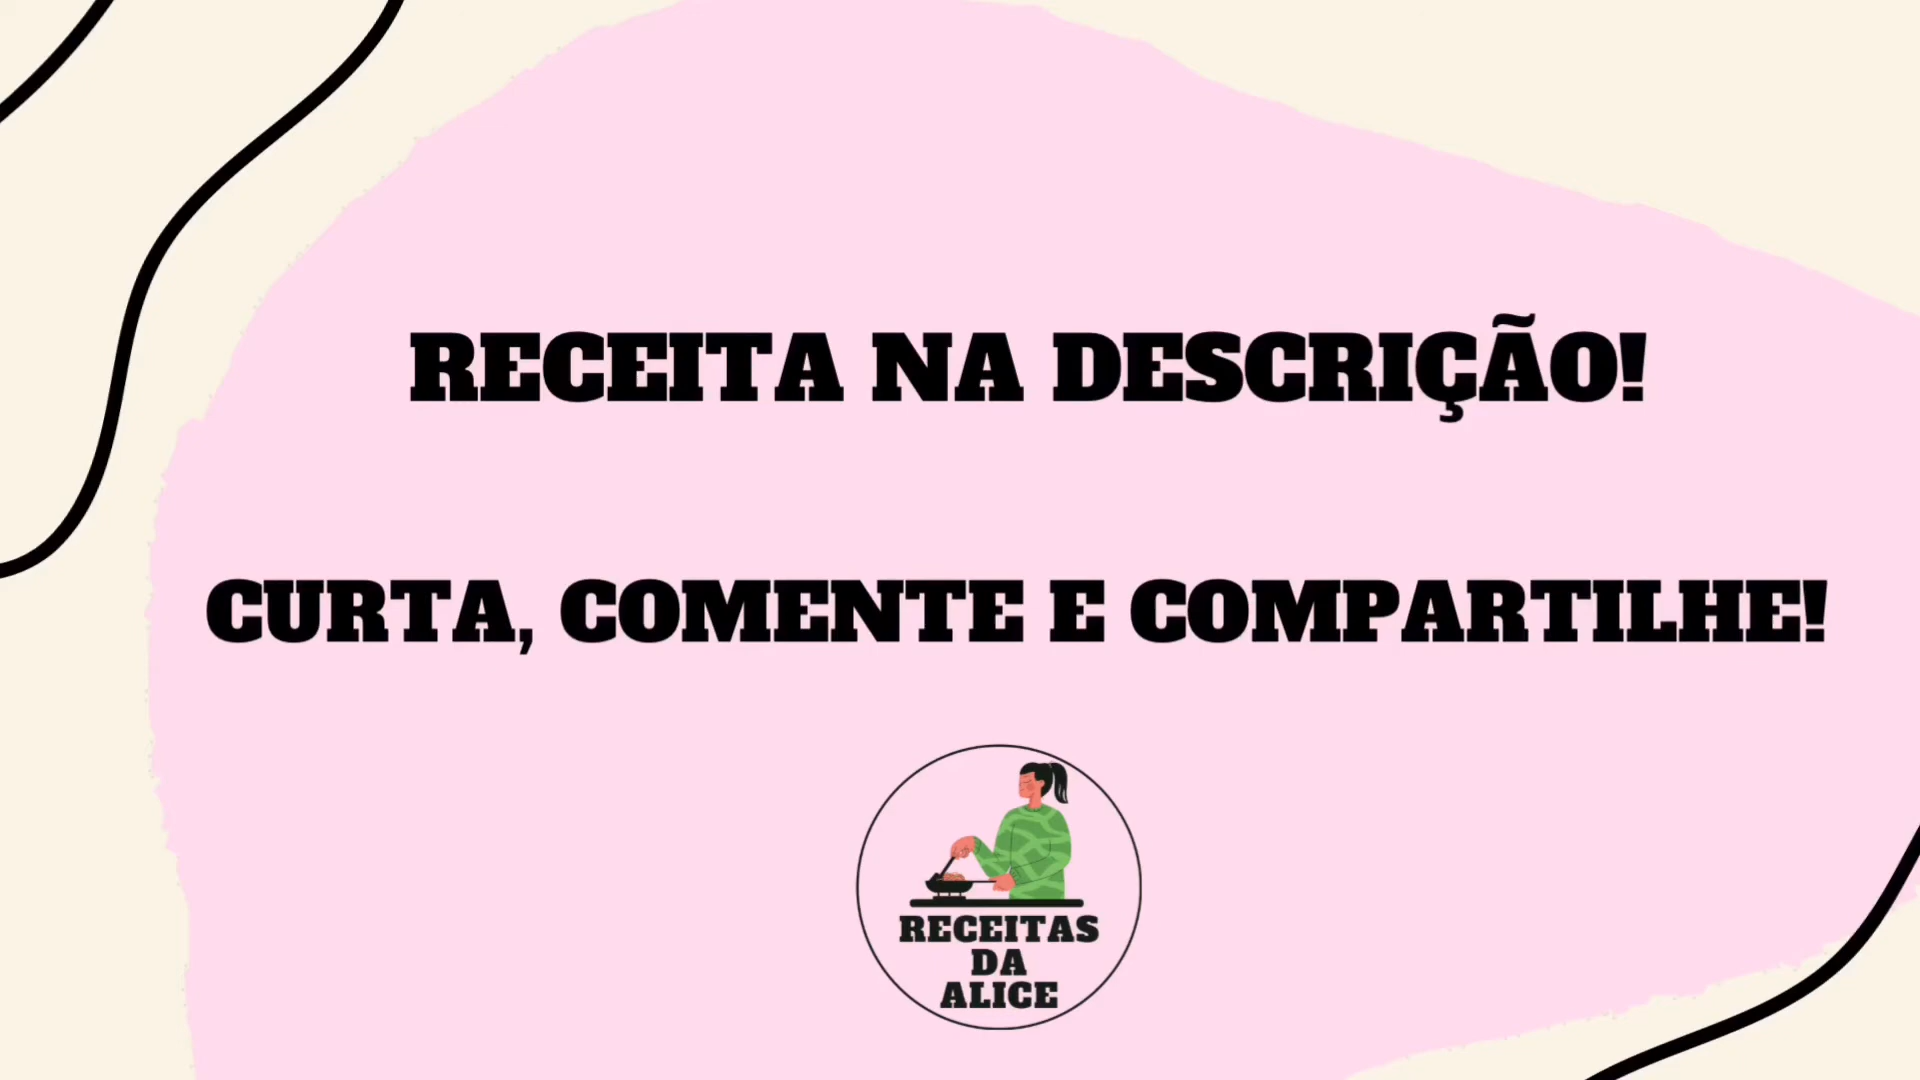 RECEITA NA DESCRIÇÃO!
CURTA, COMENTE E COMPARTILHE!
RECEITAS
DA
ALICE